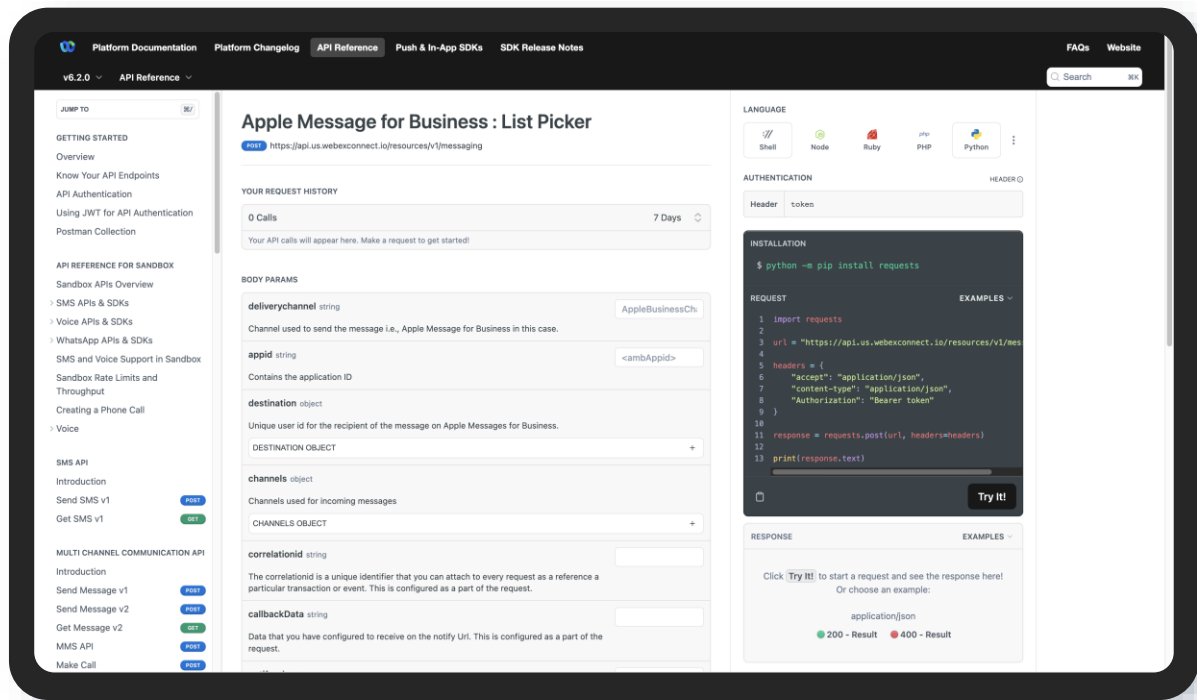 Platform Documentation Platform Changelog API Reference Push & In-App SDKs SDK Release Notes FAQs Website
v6.2.0 API Reference Search ⌘K
JUMP TO ⌘/
GETTING STARTED
Overview
Know Your API Endpoints
API Authentication
Using JWT for API Authentication
Postman Collection
API REFERENCE FOR SANDBOX
Sandbox APIs Overview
SMS APIs & SDKs
Voice APIs & SDKs
WhatsApp APIs & SDKs
SMS and Voice Support in Sandbox
Sandbox Rate Limits and
Throughput
Creating a Phone Call
Voice
SMS API
Introduction
Send SMS v1 POST
Get SMS v1 GET
MULTI CHANNEL COMMUNICATION API
Introduction
Send Message v1 POST
Send Message v2 POST
Get Message v2 GET
MMS API POST
Make Call POST
Apple Message for Business : List Picker
POST https://api.us.webexconnect.io/resources/v1/messaging
YOUR REQUEST HISTORY
0 Calls 7 Days
Your API calls will appear here. Make a request to get started!
BODY PARAMS
deliverychannel string AppleBusinessCh
Channel used to send the message i.e., Apple Message for Business in this case.
appid string <ambAppid>
Contains the application ID
destination object
Unique user id for the recipient of the message on Apple Messages for Business.
DESTINATION OBJECT +
channels object
Channels used for incoming messages
CHANNELS OBJECT +
correlationid string
The correlationid is a unique identifier that you can attach to every request as a reference a
particular transaction or event. This is configured as a part of the request.
callbackData string
Data that you have configured to receive on the notify Url. This is configured as a part of the
request.
LANGUAGE
Shell Node Ruby php PHP Python
AUTHENTICATION HEADER
Header token
INSTALLATION
$ python -m pip install requests
REQUEST EXAMPLES
1 import requests
2
3 url = "https://api.us.webexconnect.io/resources/v1/mes
4
5 headers = {
6 "accept": "application/json",
7 "content-type": "application/json",
8 "Authorization": "Bearer token"
9 }
10
11 response = requests.post(url, headers=headers)
12
13 print(response.text)
Try It!
RESPONSE EXAMPLES
Click Try It! to start a request and see the response here!
Or choose an example:
application/json
200 - Result 400 - Result